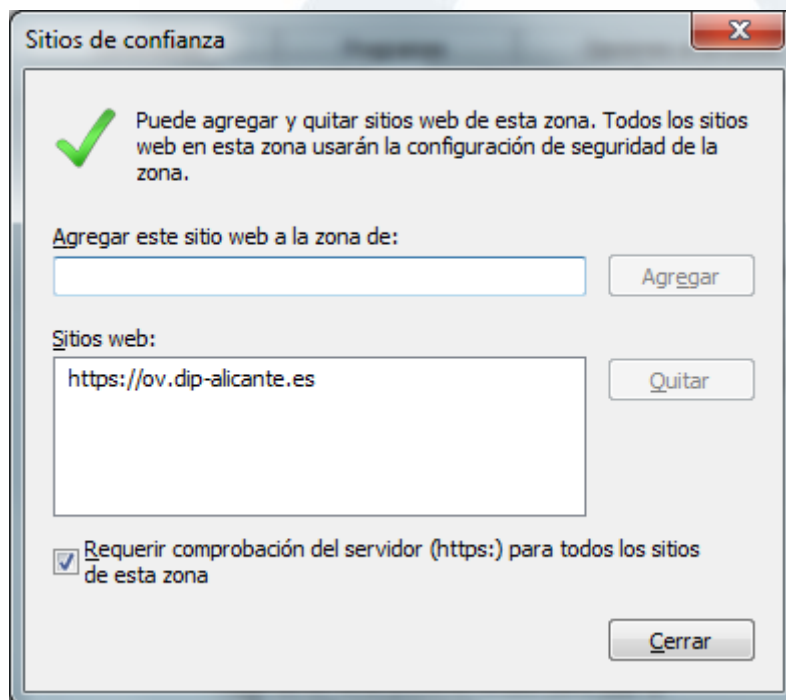 Sitios de confianza
Puede agregar y quitar sitios web de esta zona. Todos los sitios
web en esta zona usarán la configuración de seguridad de la
zona.
Agregar este sitio web a la zona de:
Agregar
Sitios web:
https://ov.dip-alicante.es
Quitar
Requerir comprobación del servidor (https:) para todos los sitios
de esta zona
Cerrar